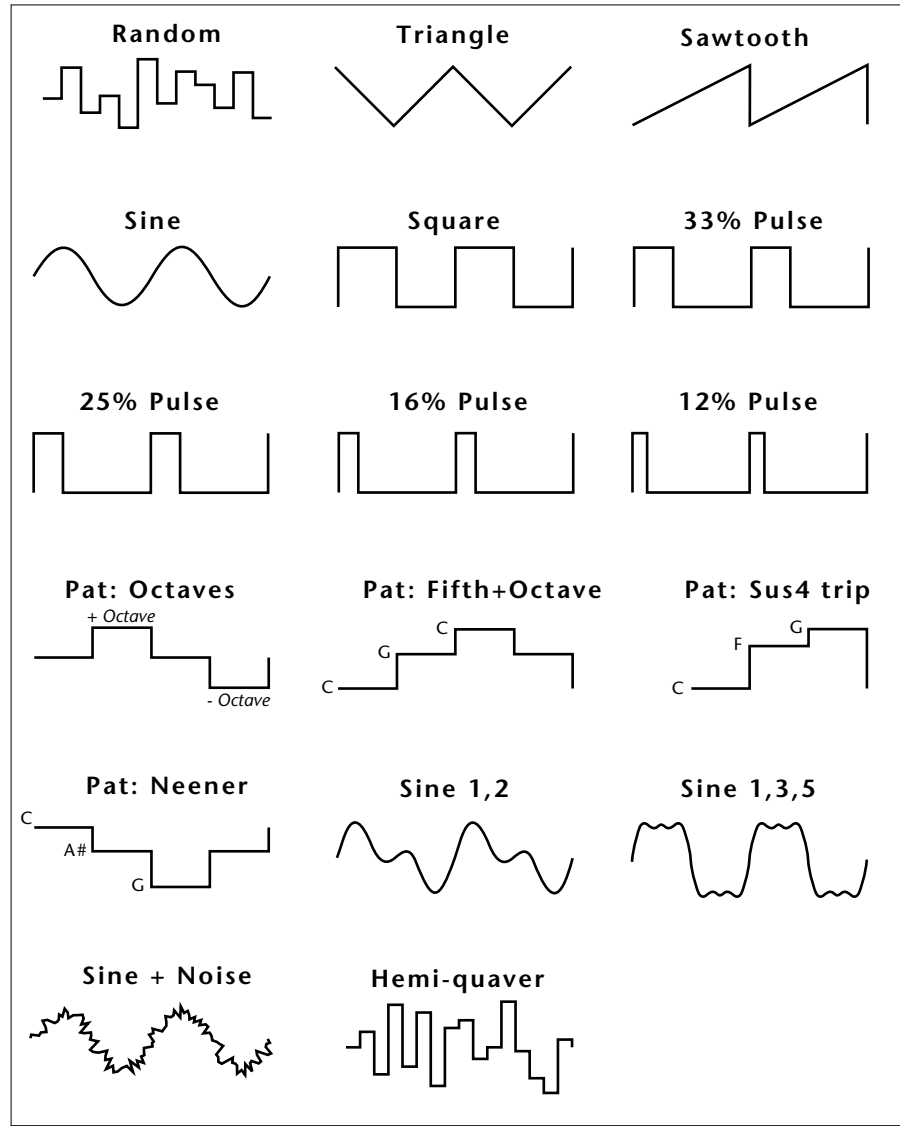 Random
Triangle
Sawtooth
Sine
Square
33% Pulse
25% Pulse
16% Pulse
12% Pulse
Pat: Octaves
+ Octave
- Octave
Pat: Fifth+Octave
C
G
C
Pat: Sus4 trip
G
F
C
Pat: Neener
C
A#
G
Sine 1,2
Sine 1,3,5
Sine + Noise
Hemi-quaver